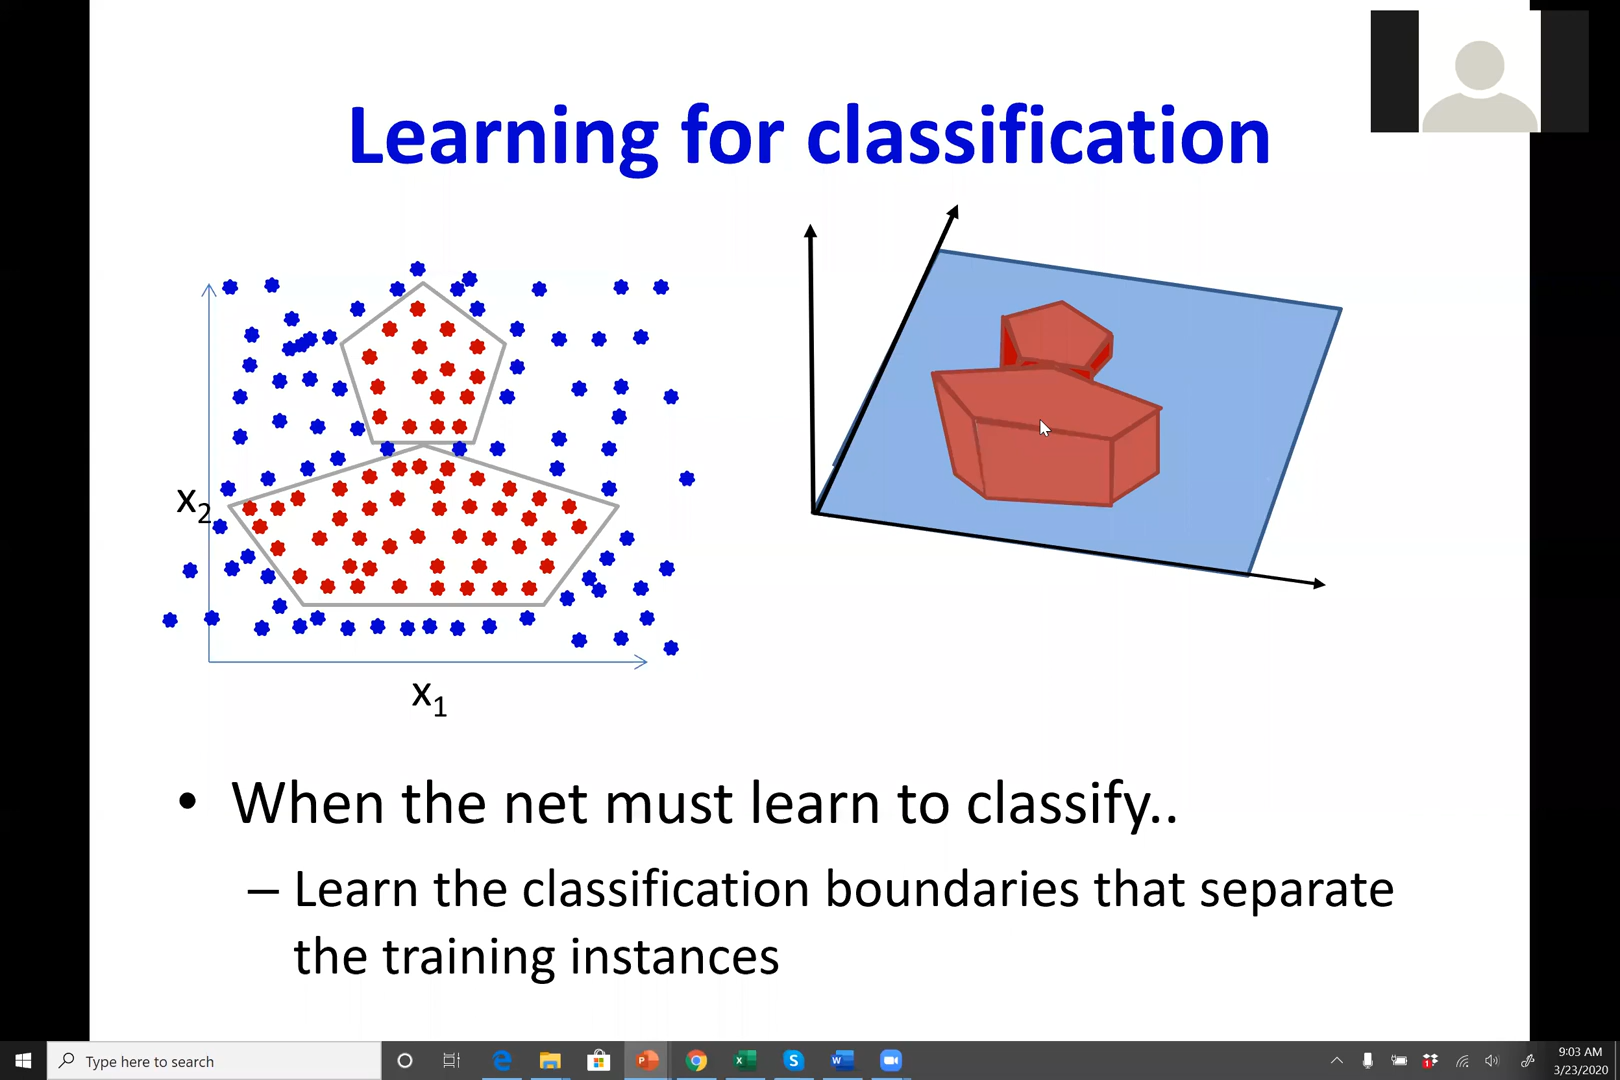 Learning for classification
x2
x1
• When the net must learn to classify..
– Learn the classification boundaries that separate
the training instances
Type here to search
9:03 AM
3/23/2020